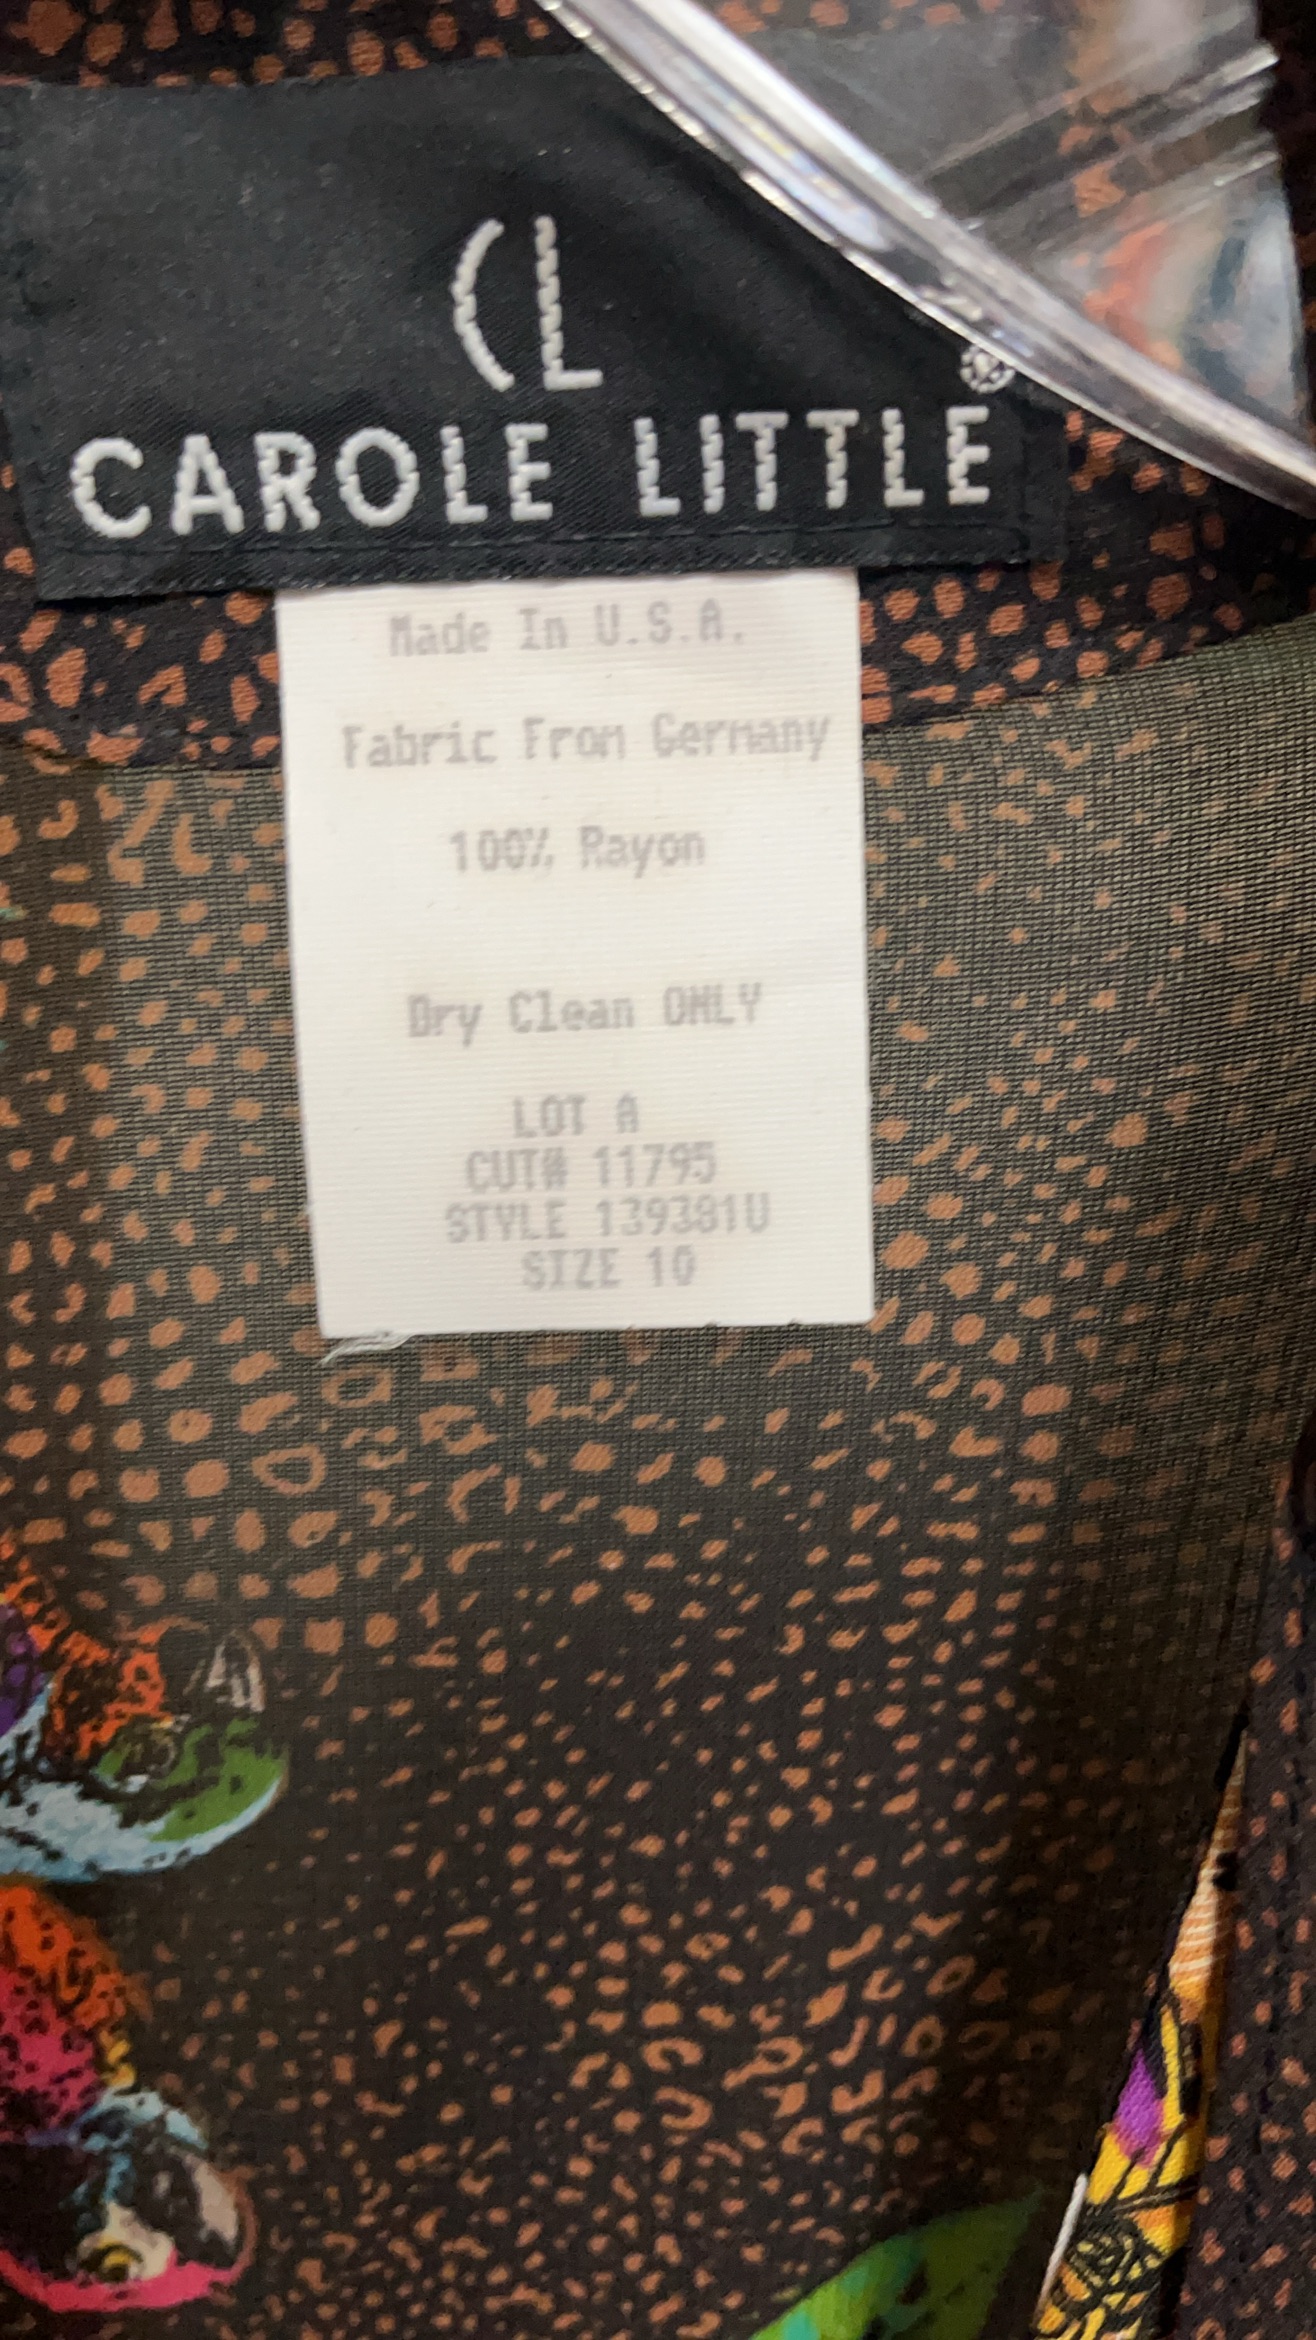 CL
®
CAROLE LITTLE
Made In U.S.A.
Fabric From Germany
100% Rayon
Dry Clean ONLY
LOT A
CUT# 11795
STYLE 139381U
SIZE 10